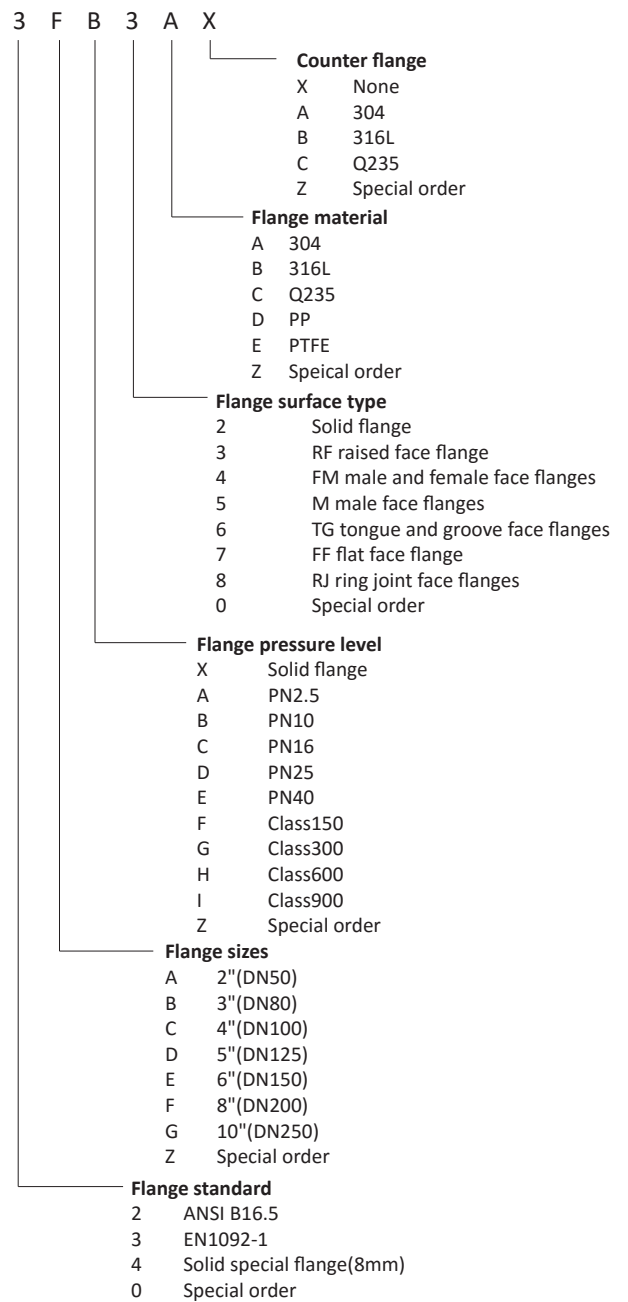 3 F B 3 A X
Counter flange
X None
A 304
B 316L
C Q235
Z Special order
Flange material
A 304
B 316L
C Q235
D PP
E PTFE
Z Speical order
Flange surface type
2 Solid flange
3 RF raised face flange
4 FM male and female face flanges
5 M male face flanges
6 TG tongue and groove face flanges
7 FF flat face flange
8 RJ ring joint face flanges
0 Special order
Flange pressure level
X Solid flange
A PN2.5
B PN10
C PN16
D PN25
E PN40
F Class150
G Class300
H Class600
I Class900
Z Special order
Flange sizes
A 2"(DN50)
B 3"(DN80)
C 4"(DN100)
D 5"(DN125)
E 6"(DN150)
F 8"(DN200)
G 10"(DN250)
Z Special order
Flange standard
2 ANSI B16.5
3 EN1092-1
4 Solid special flange(8mm)
0 Special order